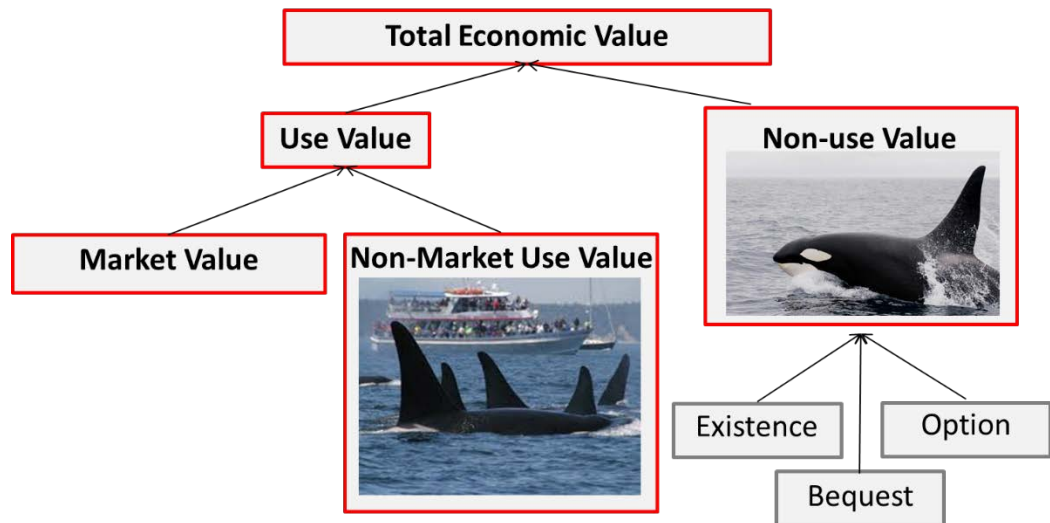 Total Economic Value
Use Value
Non-use Value
Market Value
Non-Market Use Value
Existence
Option
Bequest